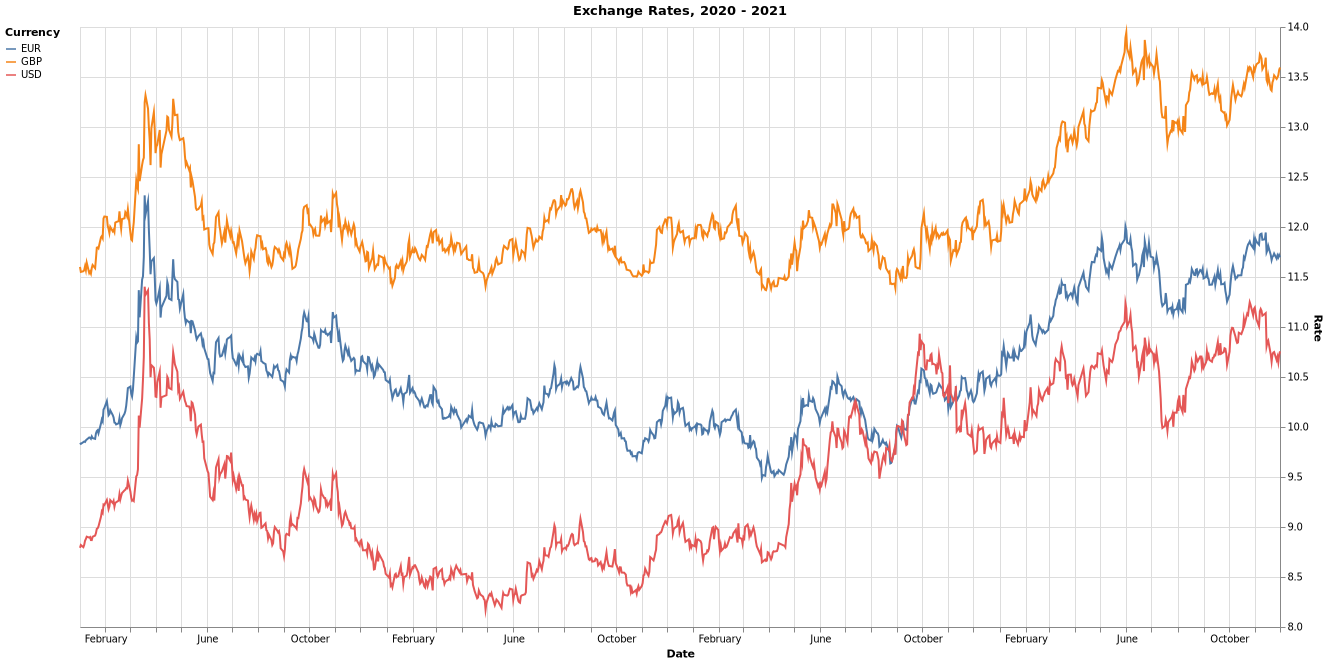 Exchange Rates, 2020 - 2021
Currency
EUR
GBP
USD
14.0
13.5
13.0
12.5
12.0
11.5
11.0
10.5
10.0
9.5
9.0
8.5
8.0
Rate
February June October February June October February June October February June October
Date